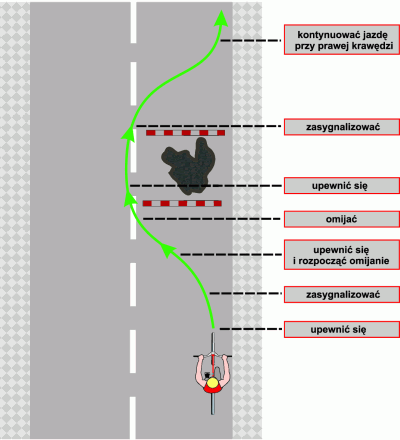 kontynuować jazdę
przy prawej krawędzi
zasygnalizować
upewnić się
omijać
upewnić się
i rozpocząć omijanie
zasygnalizować
upewnić się